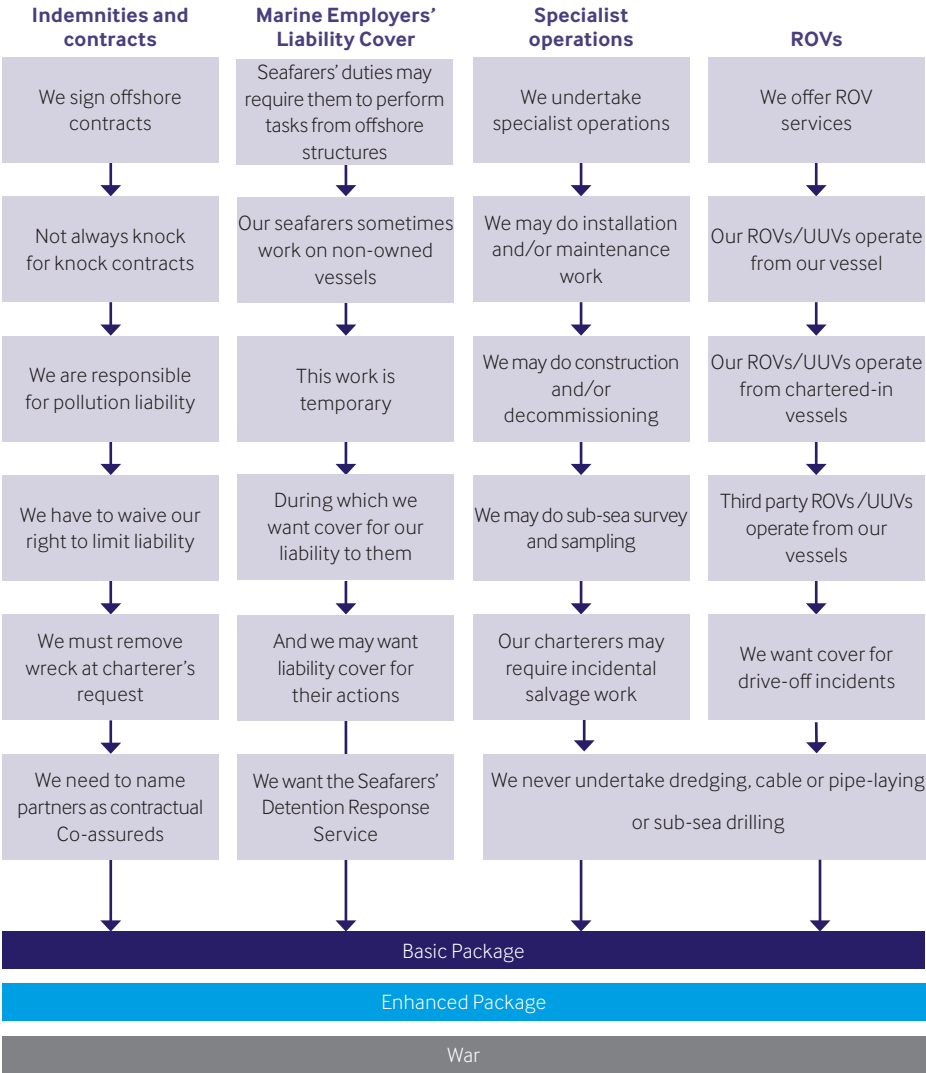 Indemnities and
contracts
We sign offshore
contracts
Not always knock
for knock contracts
We are responsible
for pollution liability
We have to waive our
right to limit liability
We must remove
wreck at charterer's
request
We need to name
partners as contractual
Co-assureds
Marine Employers'
Liability Cover
Seafarers' duties may
require them to perform
tasks from offshore
structures
Our seafarers sometimes
work on non-owned
vessels
This work is
temporary
During which we
want cover for our
liability to them
And we may want
liability cover for
their actions
We want the Seafarers'
Detention Response
Service
Specialist
operations
We undertake
specialist operations
We may do installation
and/or maintenance
work
We may do construction
and/or
decommissioning
We may do sub-sea survey
and sampling
Our charterers may
require incidental
salvage work
ROVs
We offer ROV
services
Our ROVs/UUVs operate
from our vessel
Our ROVs/UUVs operate
from chartered-in
vessels
Third party ROVs /UUVs
operate from our
vessels
We want cover for
drive-off incidents
We never undertake dredging, cable or pipe-laying
or sub-sea drilling
Basic Package
Enhanced Package
War